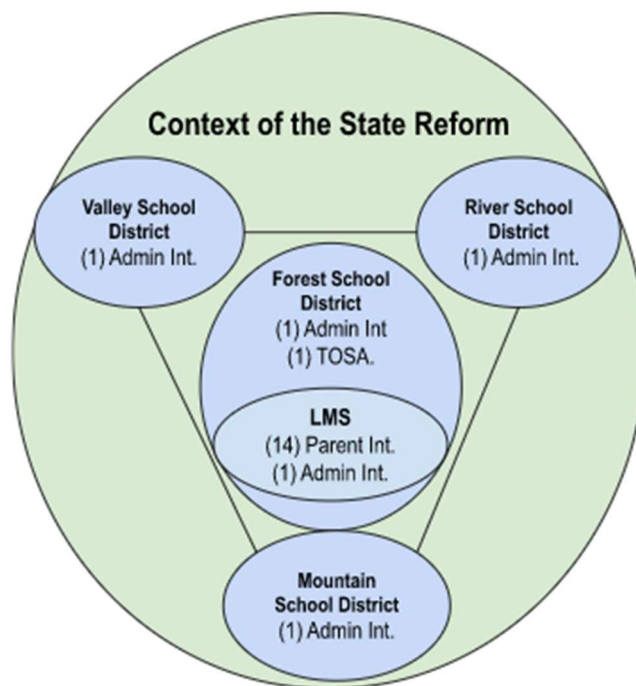 Context of the State Reform
Valley School
District
(1) Admin Int.
River School
District
(1) Admin Int.
Forest School
District
(1) Admin Int
(1) TOSA.
LMS
(14) Parent Int.
(1) Admin Int.
Mountain
School District
(1) Admin Int.